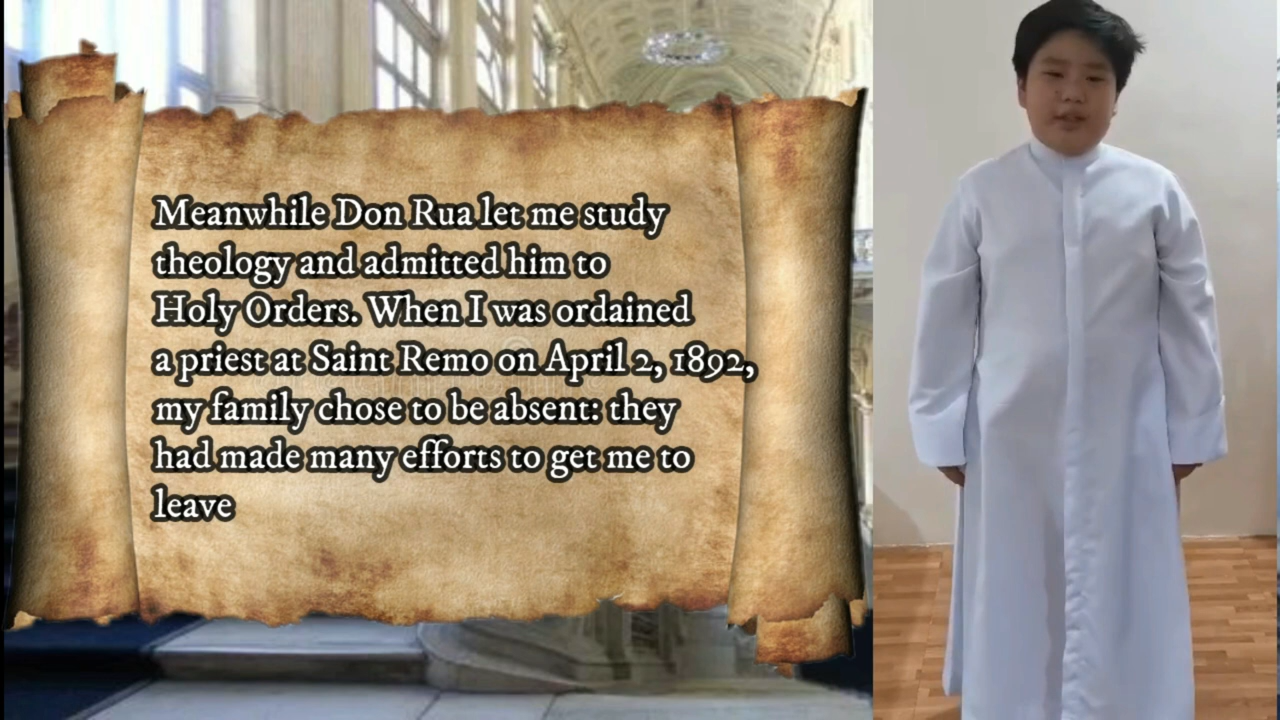 Meanwhile Don Rua let me study
theology and admitted him to
Holy Orders. When I was ordained
a priest at Saint Remo on April 2, 1892,
my family chose to be absent: they
had made many efforts to get me to
leave